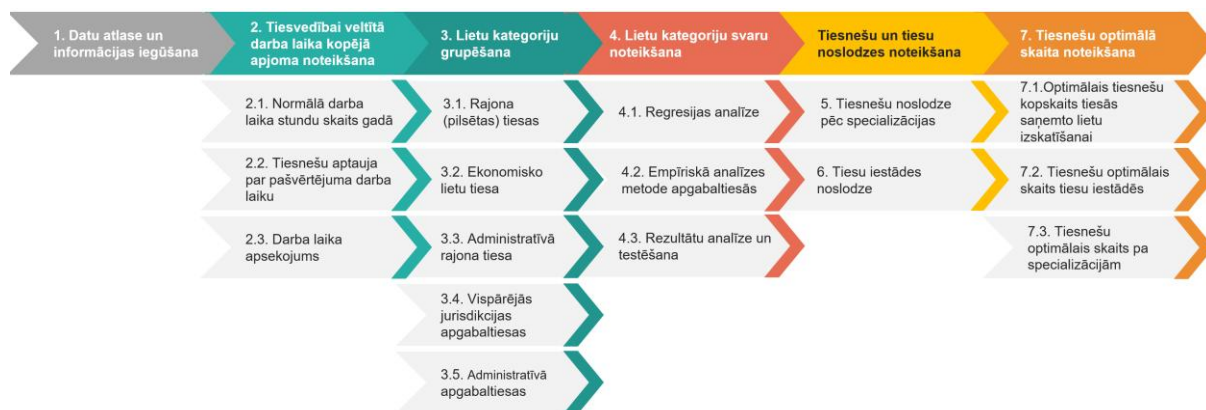 1. Datu atlase un
informācijas iegūšana
2. Tiesvedībai veltītā
darba laika kopējā
apjoma noteikšana
3. Lietu kategoriju
grupēšana
4. Lietu kategoriju svaru
noteikšana
Tiesnešu un tiesu
noslodzes noteikšana
7. Tiesnešu optimālā
skaita noteikšana
2.1. Normālā darba
laika stundu skaits gadā
3.1. Rajona
(pilsētas) tiesas
4.1. Regresijas analīze
5. Tiesnešu noslodze
pēc specializācijas
7.1.Optimālais tiesnešu
kopskaits tiesās
saņemto lietu
izskatīšanai
2.2. Tiesnešu aptauja
par pašvērtējuma darba
laiku
3.2. Ekonomisko
lietu tiesa
4.2. Empīriskā analīzes
metode apgabaltiesās
6. Tiesu iestādes
noslodze
7.2. Tiesnešu optimālais
skaits tiesu iestādēs
2.3. Darba laika
apsekojums
3.3. Administratīvā
rajona tiesa
4.3. Rezultātu analīze un
testēšana
7.3. Tiesnešu
optimālais skaits pa
specializācijām
3.4. Vispārējās
jurisdikcijas
apgabaltiesas
3.5. Administratīvā
apgabaltiesas